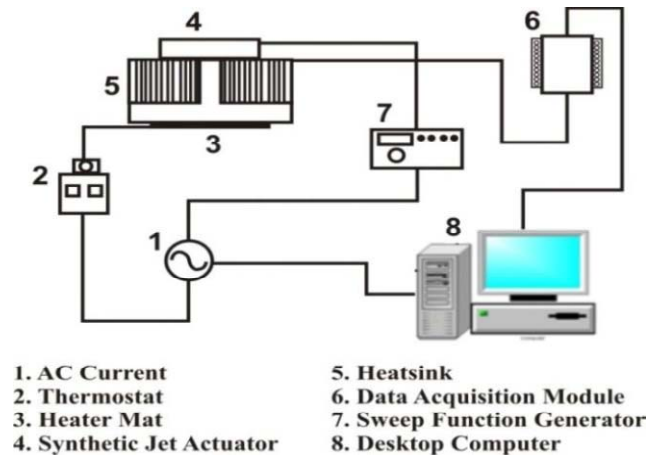 4
6
5
7
3
2
8
1
Computer
1. AC Current
2. Thermostat
3. Heater Mat
4. Synthetic Jet Actuator
5. Heatsink
6. Data Acquisition Module
7. Sweep Function Generator
8. Desktop Computer